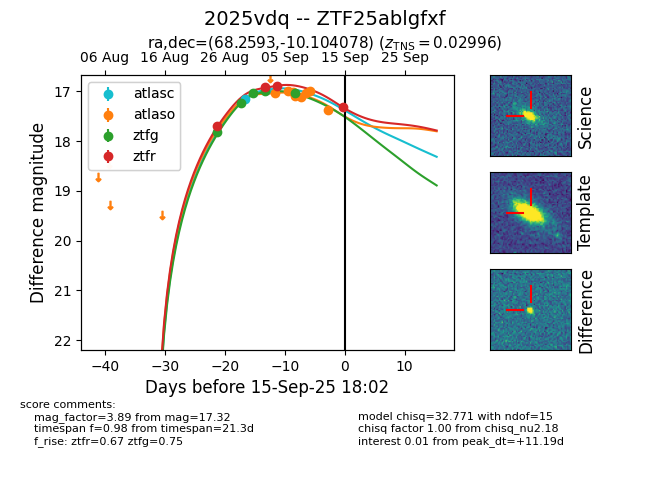 2025vdq -- ZTF25ablgfxf
ra,dec=(68.2593,-10.104078) (zTNS = 0.02996)
06 Aug 16 Aug 26 Aug 05 Sep 15 Sep 25 Sep
atlasc
atlaso
ztfg
ztfr
17
18
19
20
21
22
Difference magnitude
−40 −30 −20 −10 0 10
Days before 15-Sep-25 18:02
Science
Template
Difference
score comments:
mag_factor=3.89 from mag=17.32
timespan f=0.98 from timespan=21.3d
f_rise: ztfr=0.67 ztfg=0.75
model chisq=32.771 with ndof=15
chisq factor 1.00 from chisq_nu2.18
interest 0.01 from peak_dt=+11.19d